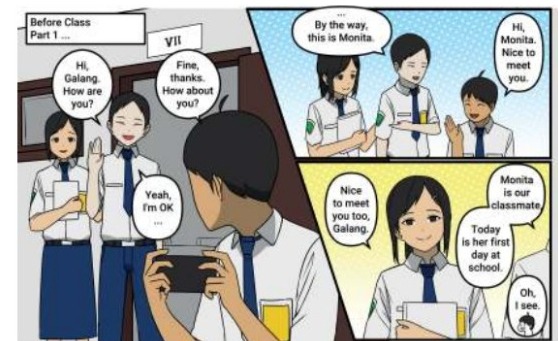 Before Class
Part 1 ...
VII
Hi,
Galang.
How are
you?
Fine,
thanks.
How about
you?
Yeah,
I'm OK
...
...
By the way,
this is Monita.
Hi,
Monita.
Nice to
meet
you.
Nice
to meet
you too,
Galang.
Monita
is our
classmate.
Today
is her first
day at
school.
Oh,
I see.